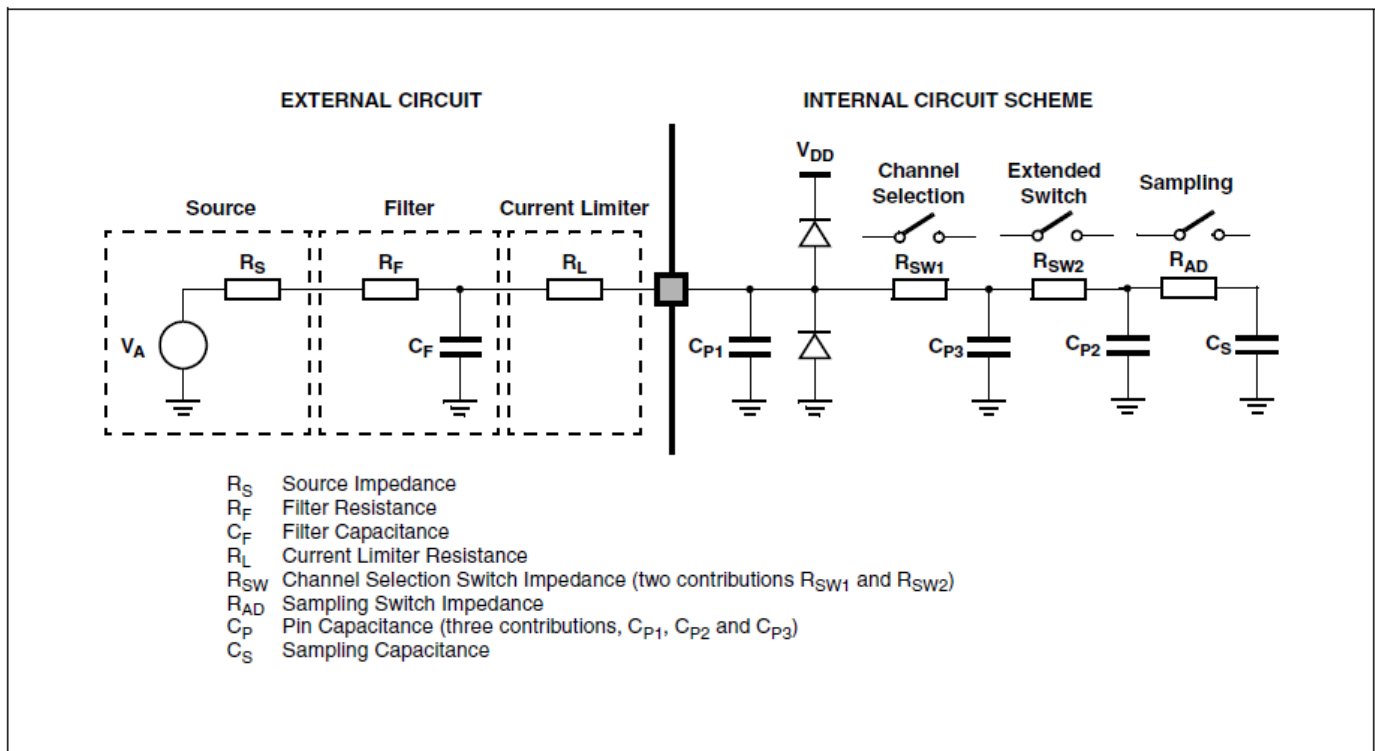 EXTERNAL CIRCUIT
INTERNAL CIRCUIT SCHEME
VDD
Channel
Selection
Extended
Switch
Sampling
Source
Filter
Current Limiter
RS
RF
RL
RSW1
RSW2
RAD
VA
CF
CP1
CP3
CP2
CS
RS Source Impedance
RF Filter Resistance
CF Filter Capacitance
RL Current Limiter Resistance
RSW Channel Selection Switch Impedance (two contributions RSW1 and RSW2)
RAD Sampling Switch Impedance
CP Pin Capacitance (three contributions, CP1, CP2 and CP3)
CS Sampling Capacitance